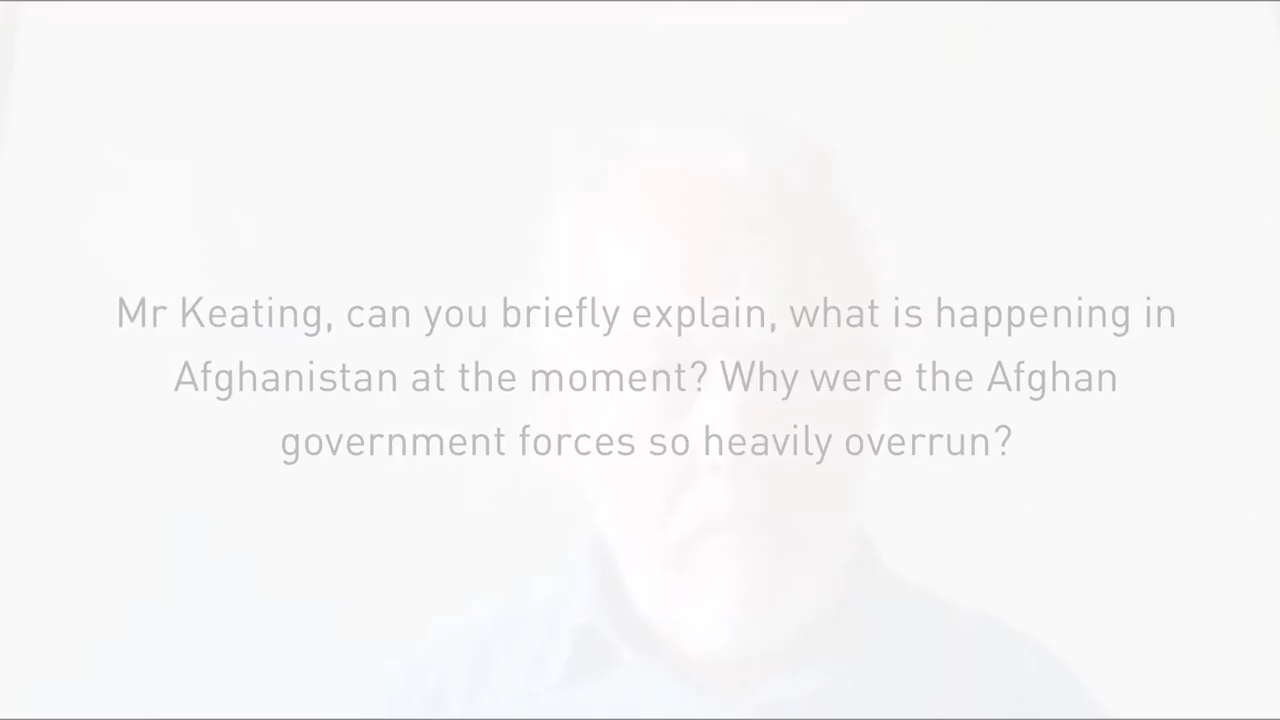 Mr Keating, can you briefly explain, what is happening in
Afghanistan at the moment? Why were the Afghan
government forces so heavily overrun?